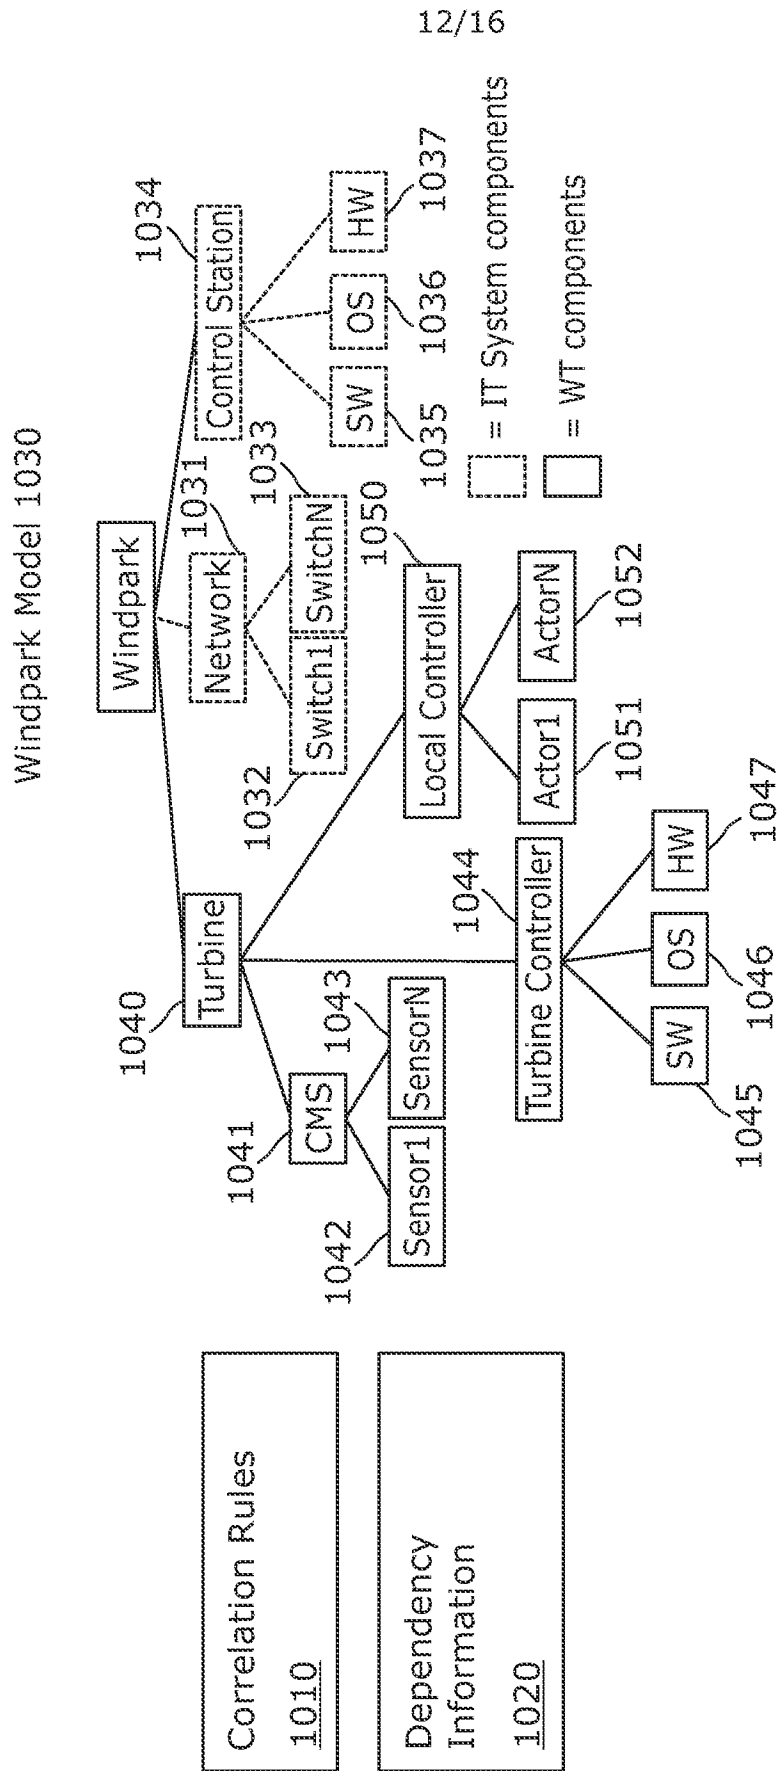 12/16
Windpark Model 1030
Windpark
1034
1031
1040
Turbine
Network
Control Station
1041
1043
1032
1033
CMS
Switch1
SwitchN
SW
OS
HW
1042
1035
1036
1037
Sensor1
SensorN
1044
1050
Local Controller
= IT System components
Turbine Controller
Actor1
ActorN
= WT components
1051
1052
SW
OS
HW
1045
1046
1047
Correlation Rules
1010
Dependency
Information
1020